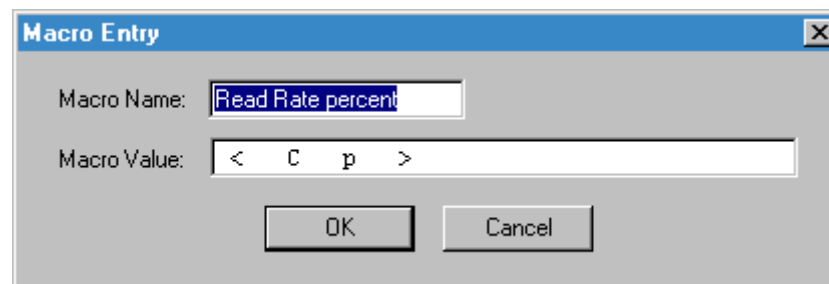 Macro Entry
Macro Name: Read Rate percent
Macro Value: < C p >
OK Cancel